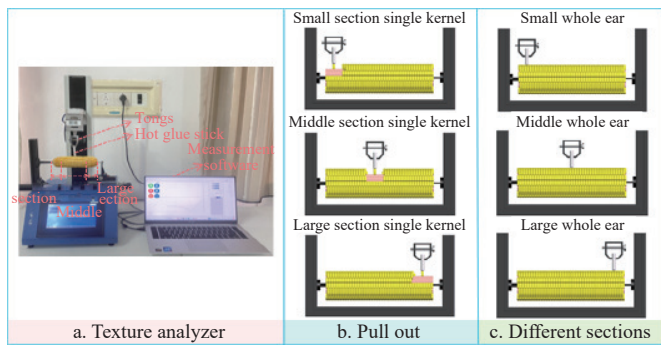 Small section single kernel
Small whole ear
Tongs
Hot glue stick
Middle section single kernel
Middle whole ear
Measurement
software
section
Large
section
Middle
Large section single kernel
Large whole ear
a. Texture analyzer
b. Pull out
c. Different sections